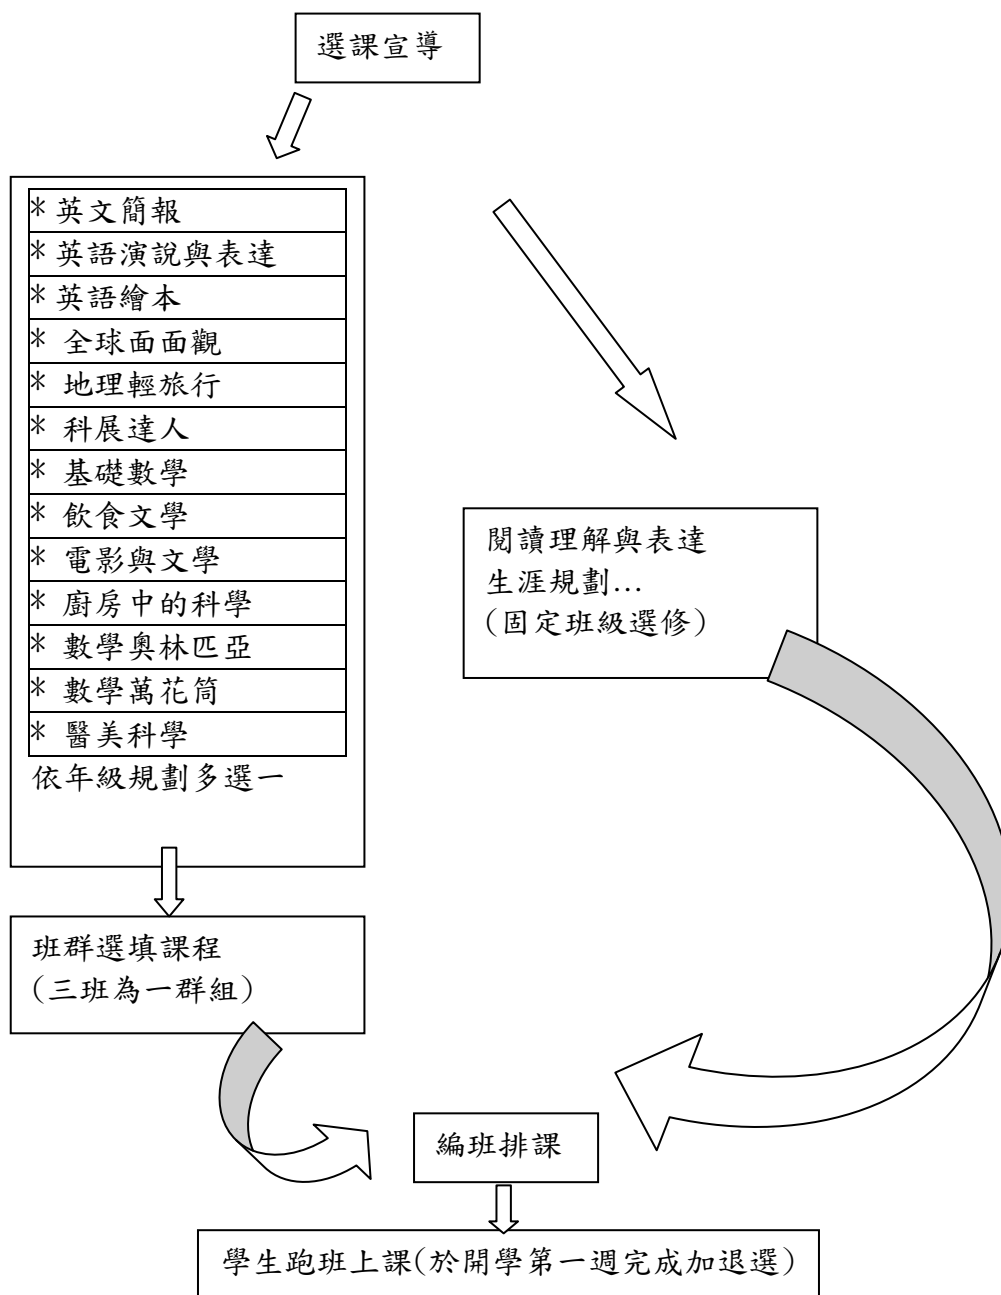 選課宣導
* 英文簡報
* 英語演說與表達
* 英語繪本
* 全球面面觀
* 地理輕旅行
* 科展達人
* 基礎數學
* 飲食文學
* 電影與文學
* 廚房中的科學
* 數學奧林匹亞
* 數學萬花筒
* 醫美科學
依年級規劃多選一
閱讀理解與表達
生涯規劃…
(固定班級選修)
班群選填課程
(三班為一群組)
編班排課
學生跑班上課(於開學第一週完成加退選)